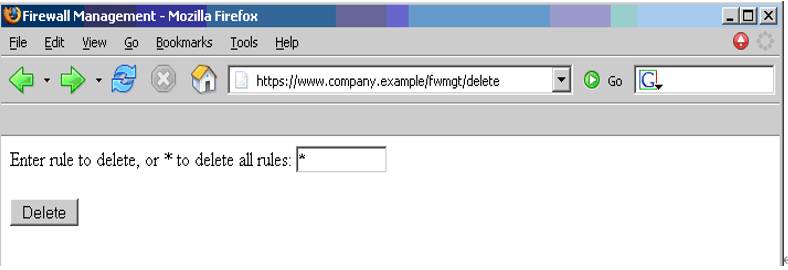 Firewall Management - Mozilla Firefox
File Edit View Go Bookmarks Tools Help
https://www.company.example/fwmgt/delete Go G
Enter rule to delete, or * to delete all rules: *
Delete